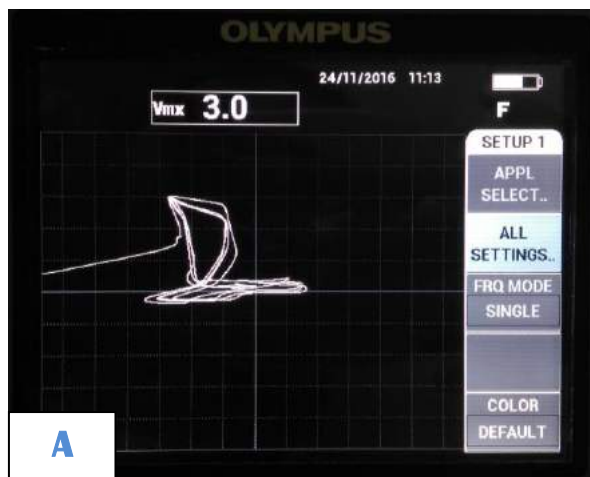 OLYMPUS
24/11/2016 11:13
Vmx 3.0
F
SETUP 1
APPL
SELECT..
ALL
SETTINGS..
FRQ MODE
SINGLE
COLOR
DEFAULT
A